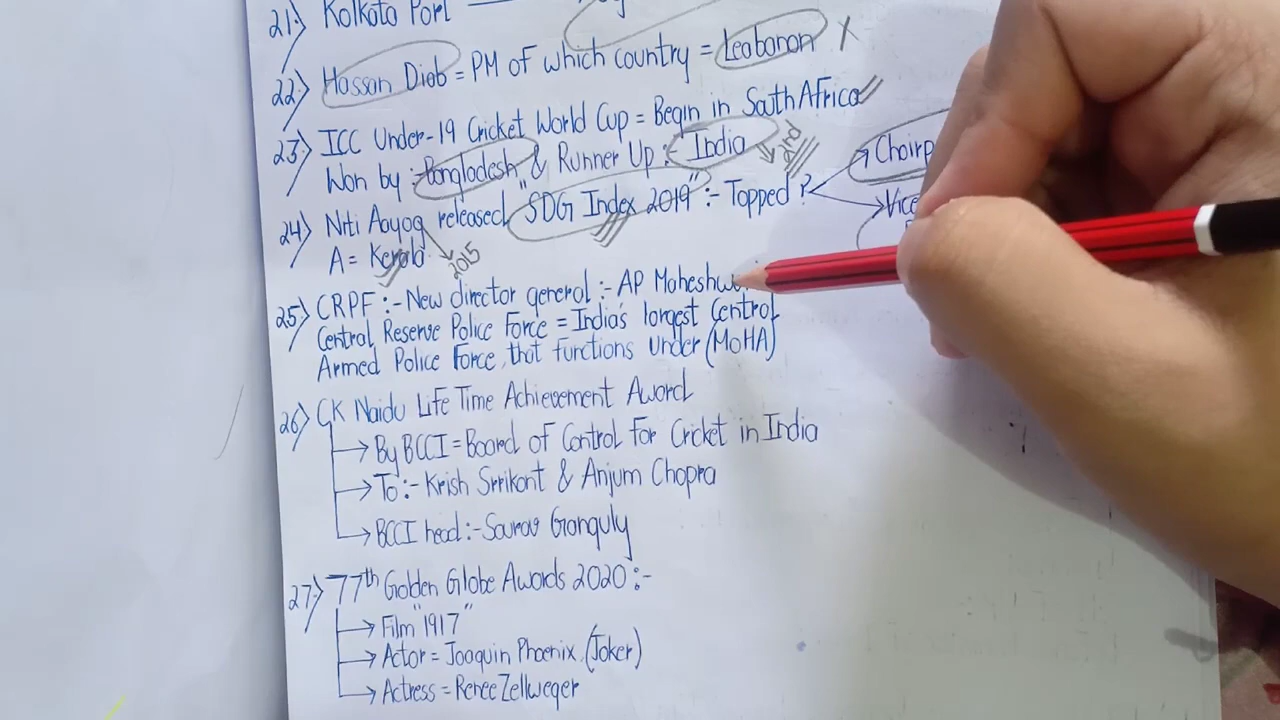 21) Kolkata Port
22) Hassan Diab = PM of which country = Leabanon X
23) ICC Under-19 Cricket World Cup = Begin in South Africa
Won by :- Bangladesh & Runner Up :- India
2nd
24) Niti Aayog released "SDG Index 2019" :- Topped ?
A = Kerala
2015
Chairp
Vice
25) CRPF :- New director general :- AP Maheshwa
Central Reserve Police Force = India's largest Central
Armed Police Force, that functions under (MoHA)
26) CK Naidu Life Time Achievement Award
By BCCI = Board of Control for Cricket in India
To :- Krish Srrikant & Anjum Chopra
BCCI head :- Sourav Ganguly
27) 77th Golden Globe Awards 2020 :-
Film "1917"
Actor = Joaquin Phoenix (Joker)
Actress = Renee Zellweger